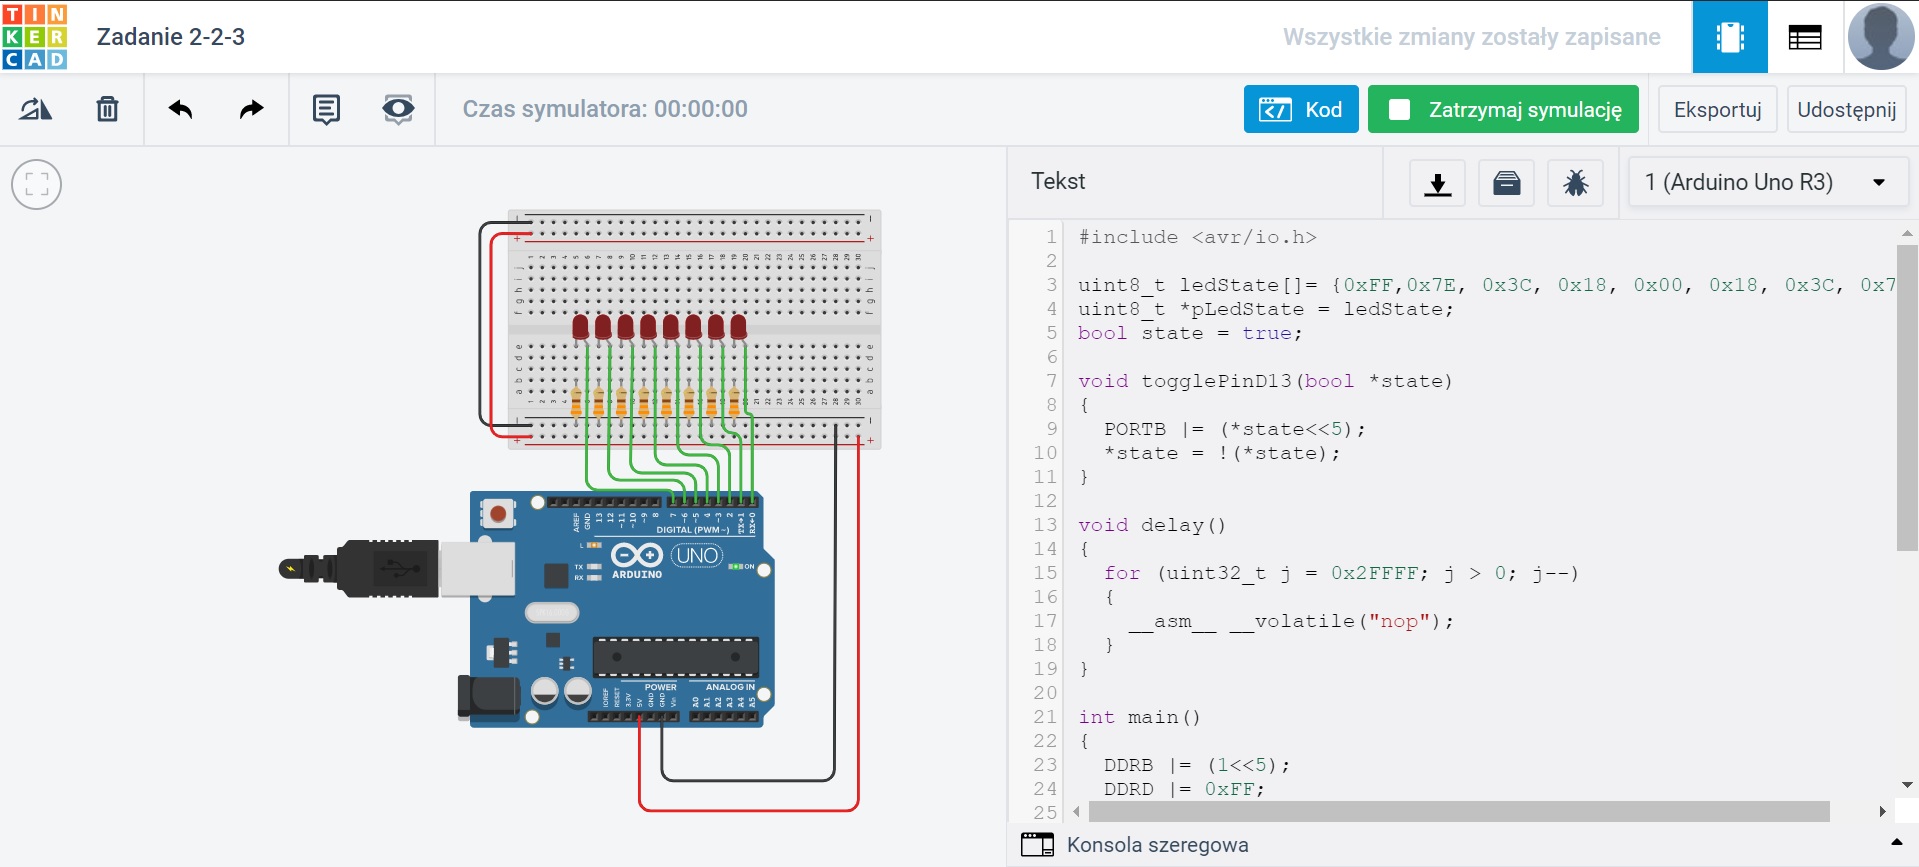 TIN
KER
CAD
Zadanie 2-2-3
Wszystkie zmiany zostały zapisane
Czas symulatora: 00:00:00
Kod
Zatrzymaj symulację
Eksportuj
Udostępnij
Tekst
1 (Arduino Uno R3)
1 #include <avr/io.h>
2
3 uint8_t ledState[]= {0xFF,0x7E, 0x3C, 0x18, 0x00, 0x18, 0x3C, 0x7
4 uint8_t *pLedState = ledState;
5 bool state = true;
6
7 void togglePinD13(bool *state)
8 {
9 PORTB |= (*state<<5);
10 *state = !(*state);
11 }
12
13 void delay()
14 {
15 for (uint32_t j = 0x2FFFF; j > 0; j--)
16 {
17 __asm__ __volatile("nop");
18 }
19 }
20
21 int main()
22 {
23 DDRB |= (1<<5);
24 DDRD |= 0xFF;
25
Konsola szeregowa
AREF GND 13 12 ~11 ~10 ~9 8 7 ~6 ~5 4 ~3 2 TX→1 RX←0
DIGITAL (PWM~)
L
TX
RX
UNO
ARDUINO
ON
POWER
ANALOG IN
IOREF RESET 3.3V 5V GND GND Vin A0 A1 A2 A3 A4 A5